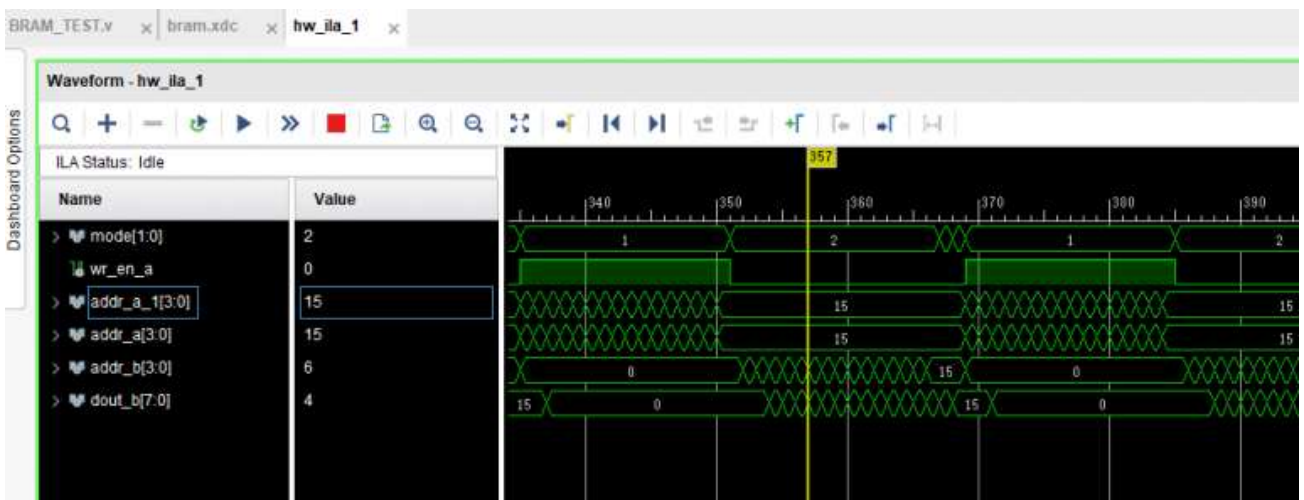 BRAM_TEST.v x bram.xdc x hw_ila_1 x
Dashboard Options
Waveform - hw_ila_1
ILA Status: Idle
Name Value
357
340 350 360 370 380 390
mode[1:0] 2 1 2 1 2
wr_en_a 0
addr_a_1[3:0] 15 15 15
addr_a[3:0] 15 15 15
addr_b[3:0] 6 0 15 0
dout_b[7:0] 4 15 0 15 0